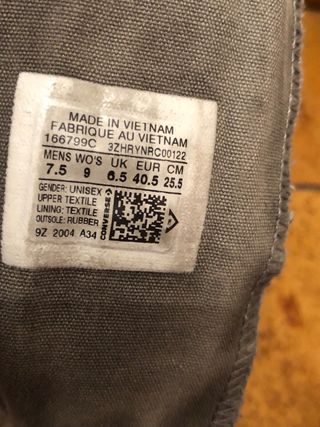 MADE IN VIETNAM
FABRIQUE AU VIETNAM
166799C 3ZHRYNRC00122
MENS WO'S UK EUR CM
7.5 9 6.5 40.5 25.5
GENDER: UNISEX
UPPER TEXTILE
LINING: TEXTILE
OUTSOLE: RUBBER
9Z 2004 A34
CONVERSE